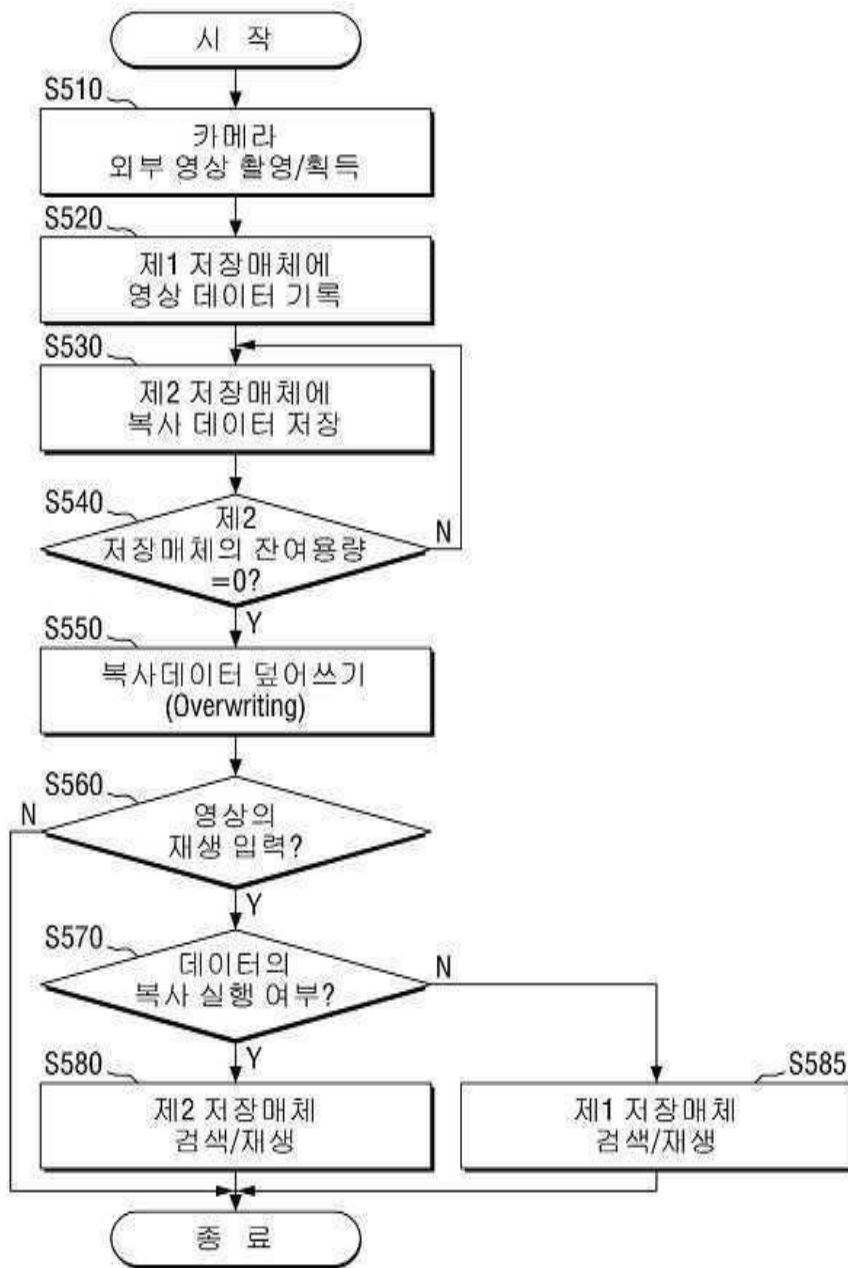 시 작
S510
카메라
외부 영상 촬영/획득
S520
제1 저장매체에
영상 데이터 기록
S530
제2 저장매체에
복사 데이터 저장
S540
제2
저장매체의 잔여용량
=0?
N
Y
S550
복사데이터 덮어쓰기
(Overwriting)
S560
N
영상의
재생 입력?
Y
S570
데이터의
복사 실행 여부?
N
Y
S580
제2 저장매체
검색/재생
S585
제1 저장매체
검색/재생
종 료